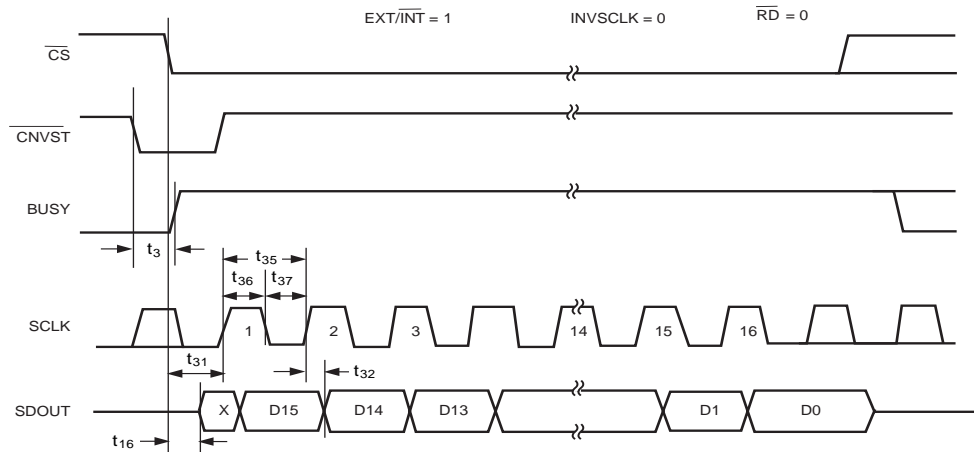 EXT/INT = 1 INVSCLK = 0 RD = 0
CS
CNVST
BUSY
t3
t35
t36 t37
SCLK 1 2 3 14 15 16
t31
t32
SDOUT X D15 D14 D13 D1 D0
t16